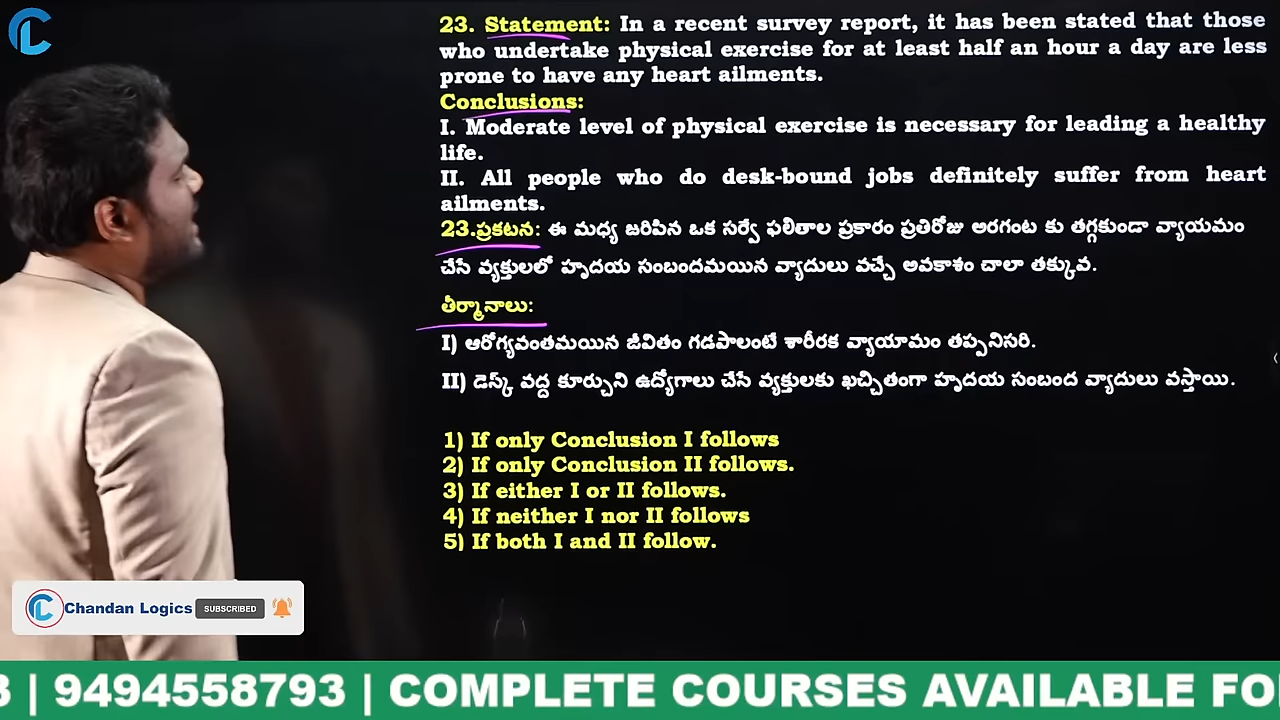 23. Statement: In a recent survey report, it has been stated that those
who undertake physical exercise for at least half an hour a day are less
prone to have any heart ailments.
Conclusions:
I. Moderate level of physical exercise is necessary for leading a healthy
life.
II. All people who do desk-bound jobs definitely suffer from heart
ailments.
23.ప్రకటన: ఈ మధ్య జరిపిన ఒక సర్వే ఫలితాల ప్రకారం ప్రతిరోజు అరగంట కు తగ్గకుండా వ్యాయమం
చేసే వ్యక్తులలో హృదయ సంబందమయిన వ్యాదులు వచ్చే అవకాశం చాలా తక్కువ.
తీర్మానాలు:
I) ఆరోగ్యవంతమయిన జీవితం గడపాలంటే శారీరక వ్యాయామం తప్పనిసరి.
II) డెస్క్ వద్ద కూర్చుని ఉద్యోగాలు చేసే వ్యక్తులకు ఖచ్చితంగా హృదయ సంబంద వ్యాదులు వస్తాయి.
1) If only Conclusion I follows
2) If only Conclusion II follows.
3) If either I or II follows.
4) If neither I nor II follows
5) If both I and II follow.
Chandan Logics SUBSCRIBED
3 | 9494558793 | COMPLETE COURSES AVAILABLE FO